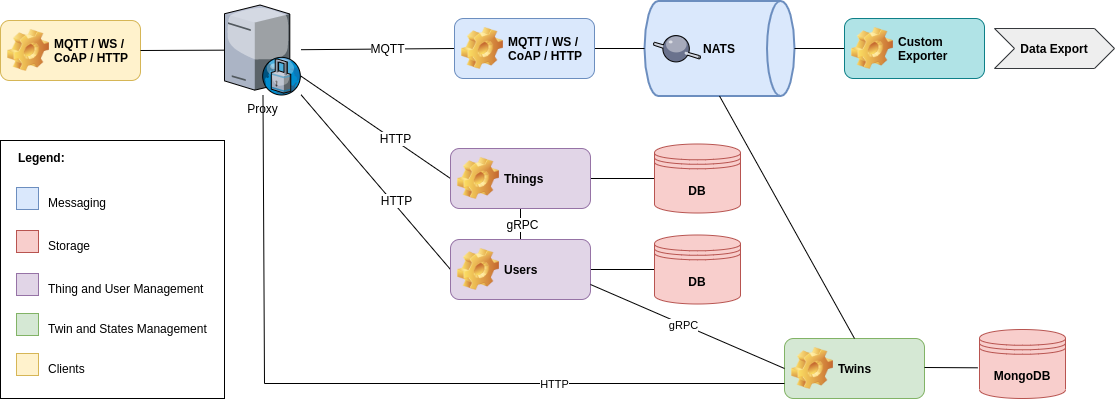 MQTT / WS /
CoAP / HTTP
Proxy
MQTT
MQTT / WS /
CoAP / HTTP
NATS
Custom
Exporter
Data Export
HTTP
HTTP
Things
DB
gRPC
Users
DB
gRPC
Twins
MongoDB
HTTP
Legend:
Messaging
Storage
Thing and User Management
Twin and States Management
Clients